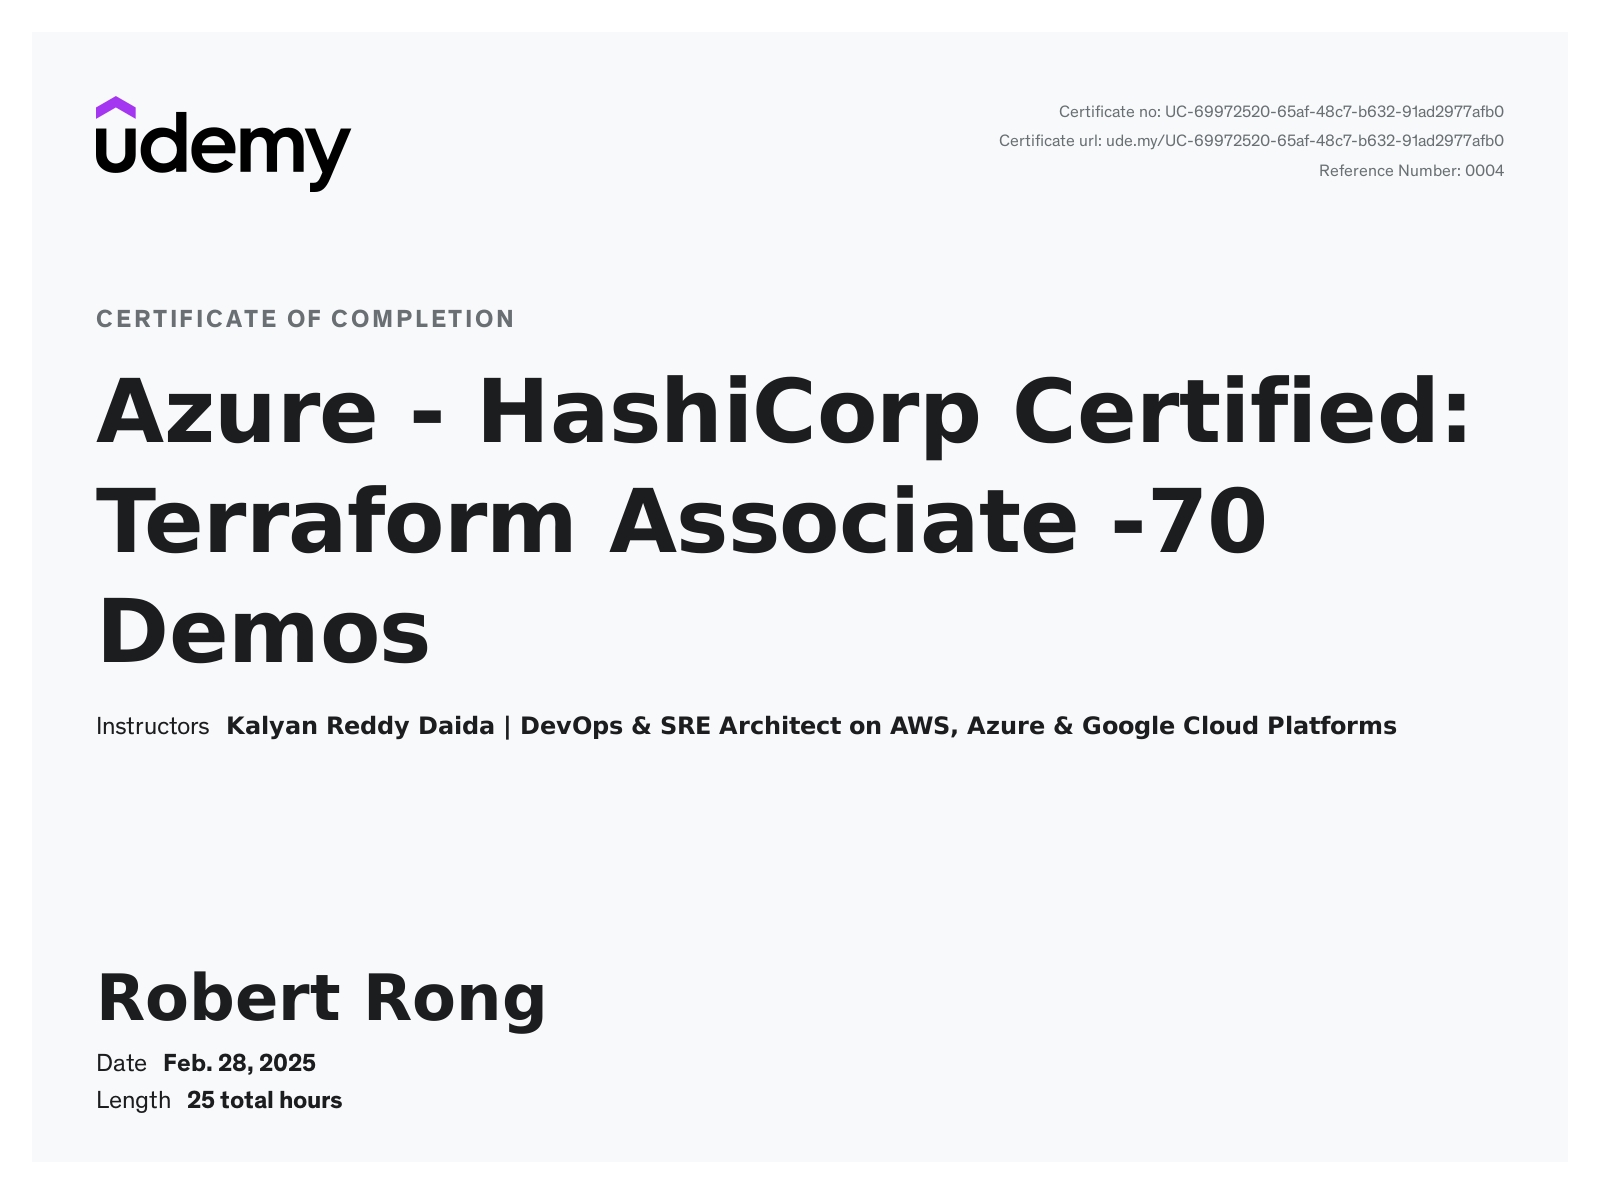 udemy
Certificate no: UC-69972520-65af-48c7-b632-91ad2977afb0
Certificate url: ude.my/UC-69972520-65af-48c7-b632-91ad2977afb0
Reference Number: 0004
CERTIFICATE OF COMPLETION
Azure - HashiCorp Certified:
Terraform Associate -70
Demos
Instructors Kalyan Reddy Daida | DevOps & SRE Architect on AWS, Azure & Google Cloud Platforms
Robert Rong
Date Feb. 28, 2025
Length 25 total hours